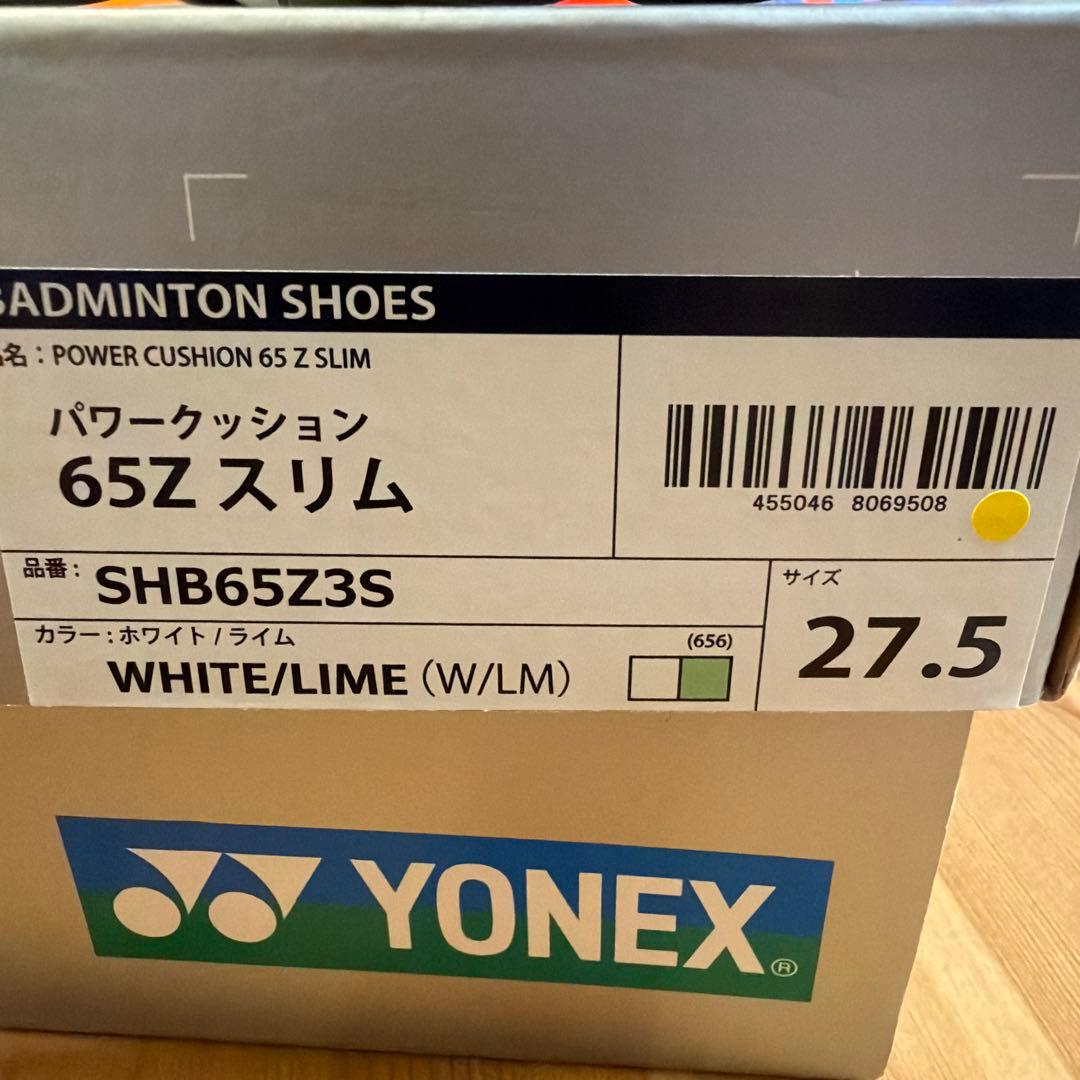 BADMINTON SHOES
品名：POWER CUSHION 65 Z SLIM
パワークッション
65Z スリム
455046 8069508
品番：SHB65Z3S
サイズ
27.5
カラー：ホワイト / ライム
(656)
WHITE/LIME（W/LM）
YONEX®